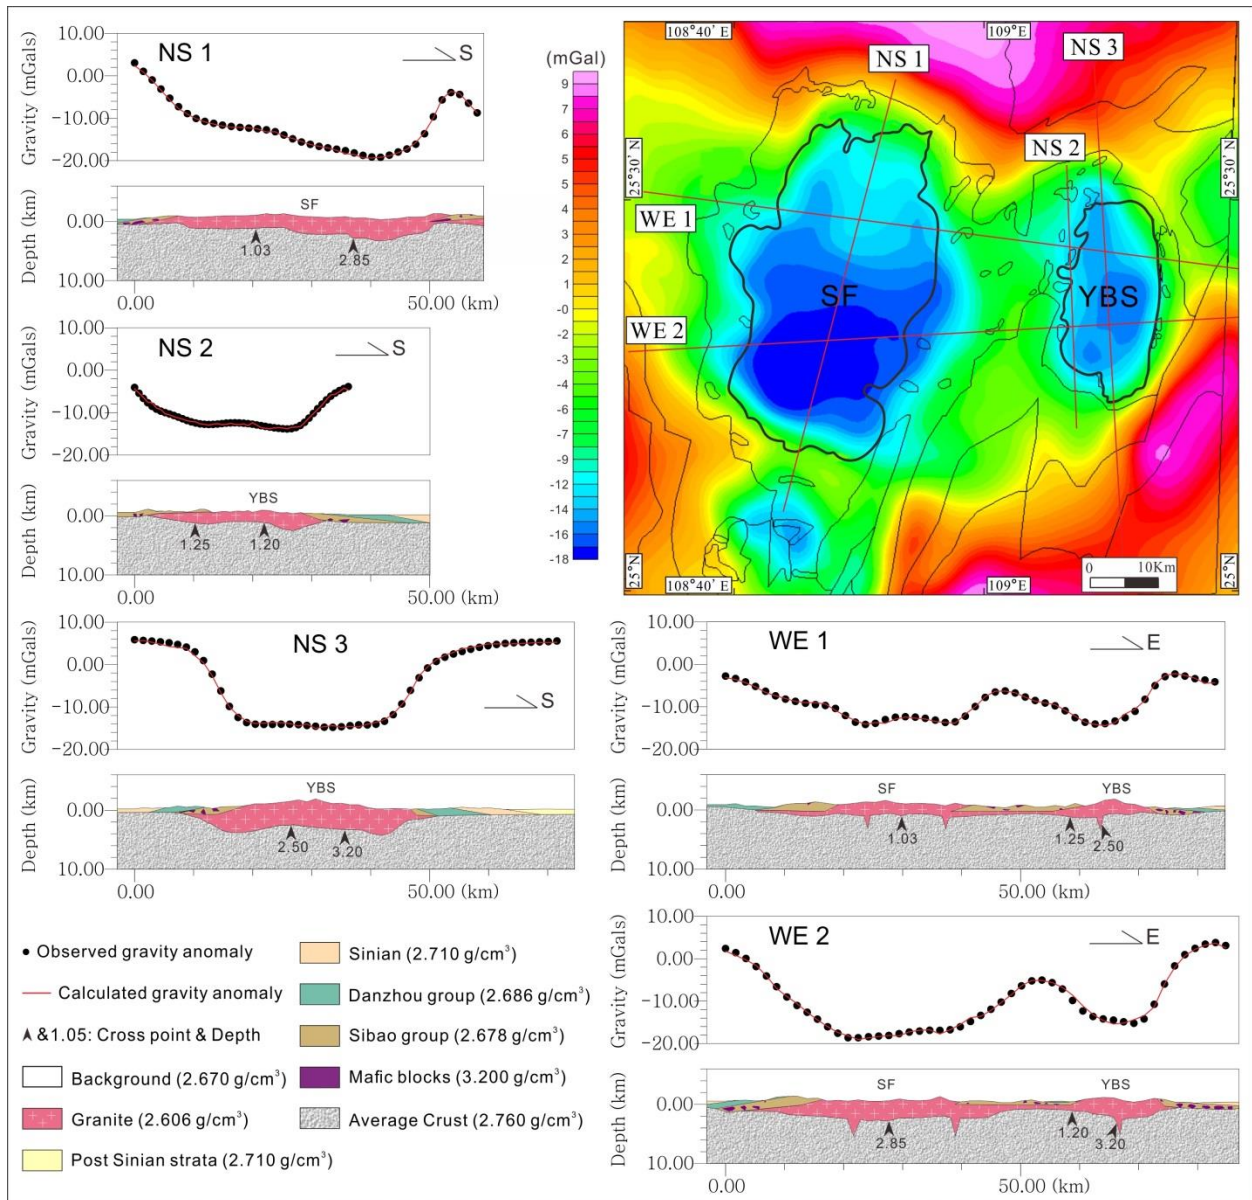 NS 1
S
Gravity (mGals)
10.00
0.00
-10.00
-20.00
SF
Depth (km)
0.00
10.00
1.03
2.85
0.00
50.00 (km)
NS 2
S
Gravity (mGals)
10.00
0.00
-10.00
-20.00
YBS
Depth (km)
0.00
10.00
1.25
1.20
0.00
50.00 (km)
(mGal)
9
7
7
6
5
5
4
3
2
2
1
-0
-1
-2
-2
-3
-4
-6
-7
-9
-12
-14
-16
-18
108°40′ E
109°E
25°30′ N
25°30′ N
25°N
25°N
108°40′ E
109°E
NS 1
NS 3
NS 2
WE 1
WE 2
SF
YBS
0
10Km
NS 3
S
Gravity (mGals)
10.00
0.00
-10.00
-20.00
YBS
Depth (km)
0.00
10.00
2.50
3.20
0.00
50.00 (km)
WE 1
E
Gravity (mGals)
10.00
0.00
-10.00
-20.00
SF
YBS
Depth (km)
0.00
10.00
1.03
1.25
2.50
0.00
50.00 (km)
WE 2
E
Gravity (mGals)
10.00
0.00
-10.00
-20.00
SF
YBS
Depth (km)
0.00
10.00
2.85
1.20
3.20
0.00
50.00 (km)
Observed gravity anomaly
Calculated gravity anomaly
&1.05: Cross point & Depth
Background (2.670 g/cm³)
Granite (2.606 g/cm³)
Post Sinian strata (2.710 g/cm³)
Sinian (2.710 g/cm³)
Danzhou group (2.686 g/cm³)
Sibao group (2.678 g/cm³)
Mafic blocks (3.200 g/cm³)
Average Crust (2.760 g/cm³)